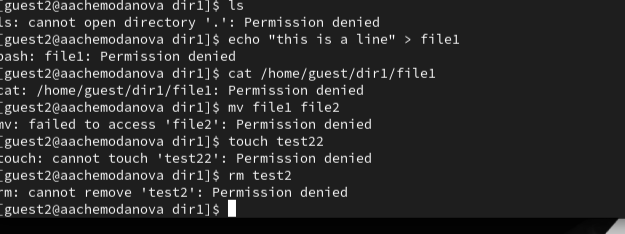 [guest2@aachemodanova dir1]$ ls
ls: cannot open directory '.': Permission denied
[guest2@aachemodanova dir1]$ echo "this is a line" > file1
bash: file1: Permission denied
[guest2@aachemodanova dir1]$ cat /home/guest/dir1/file1
cat: /home/guest/dir1/file1: Permission denied
[guest2@aachemodanova dir1]$ mv file1 file2
mv: failed to access 'file2': Permission denied
[guest2@aachemodanova dir1]$ touch test22
touch: cannot touch 'test22': Permission denied
[guest2@aachemodanova dir1]$ rm test2
rm: cannot remove 'test2': Permission denied
[guest2@aachemodanova dir1]$